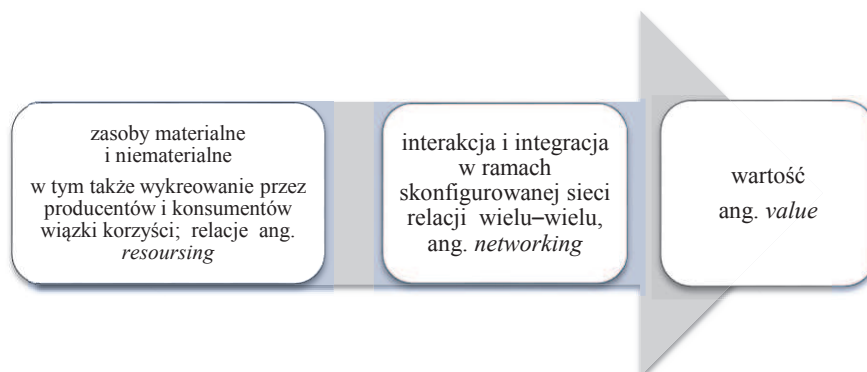 zasoby materialne
i niematerialne
w tym także wykreowanie przez
producentów i konsumentów
wiązki korzyści; relacje ang.
resoursing
interakcja i integracja
w ramach
skonfigurowanej sieci
relacji wielu–wielu,
ang. networking
wartość
ang. value